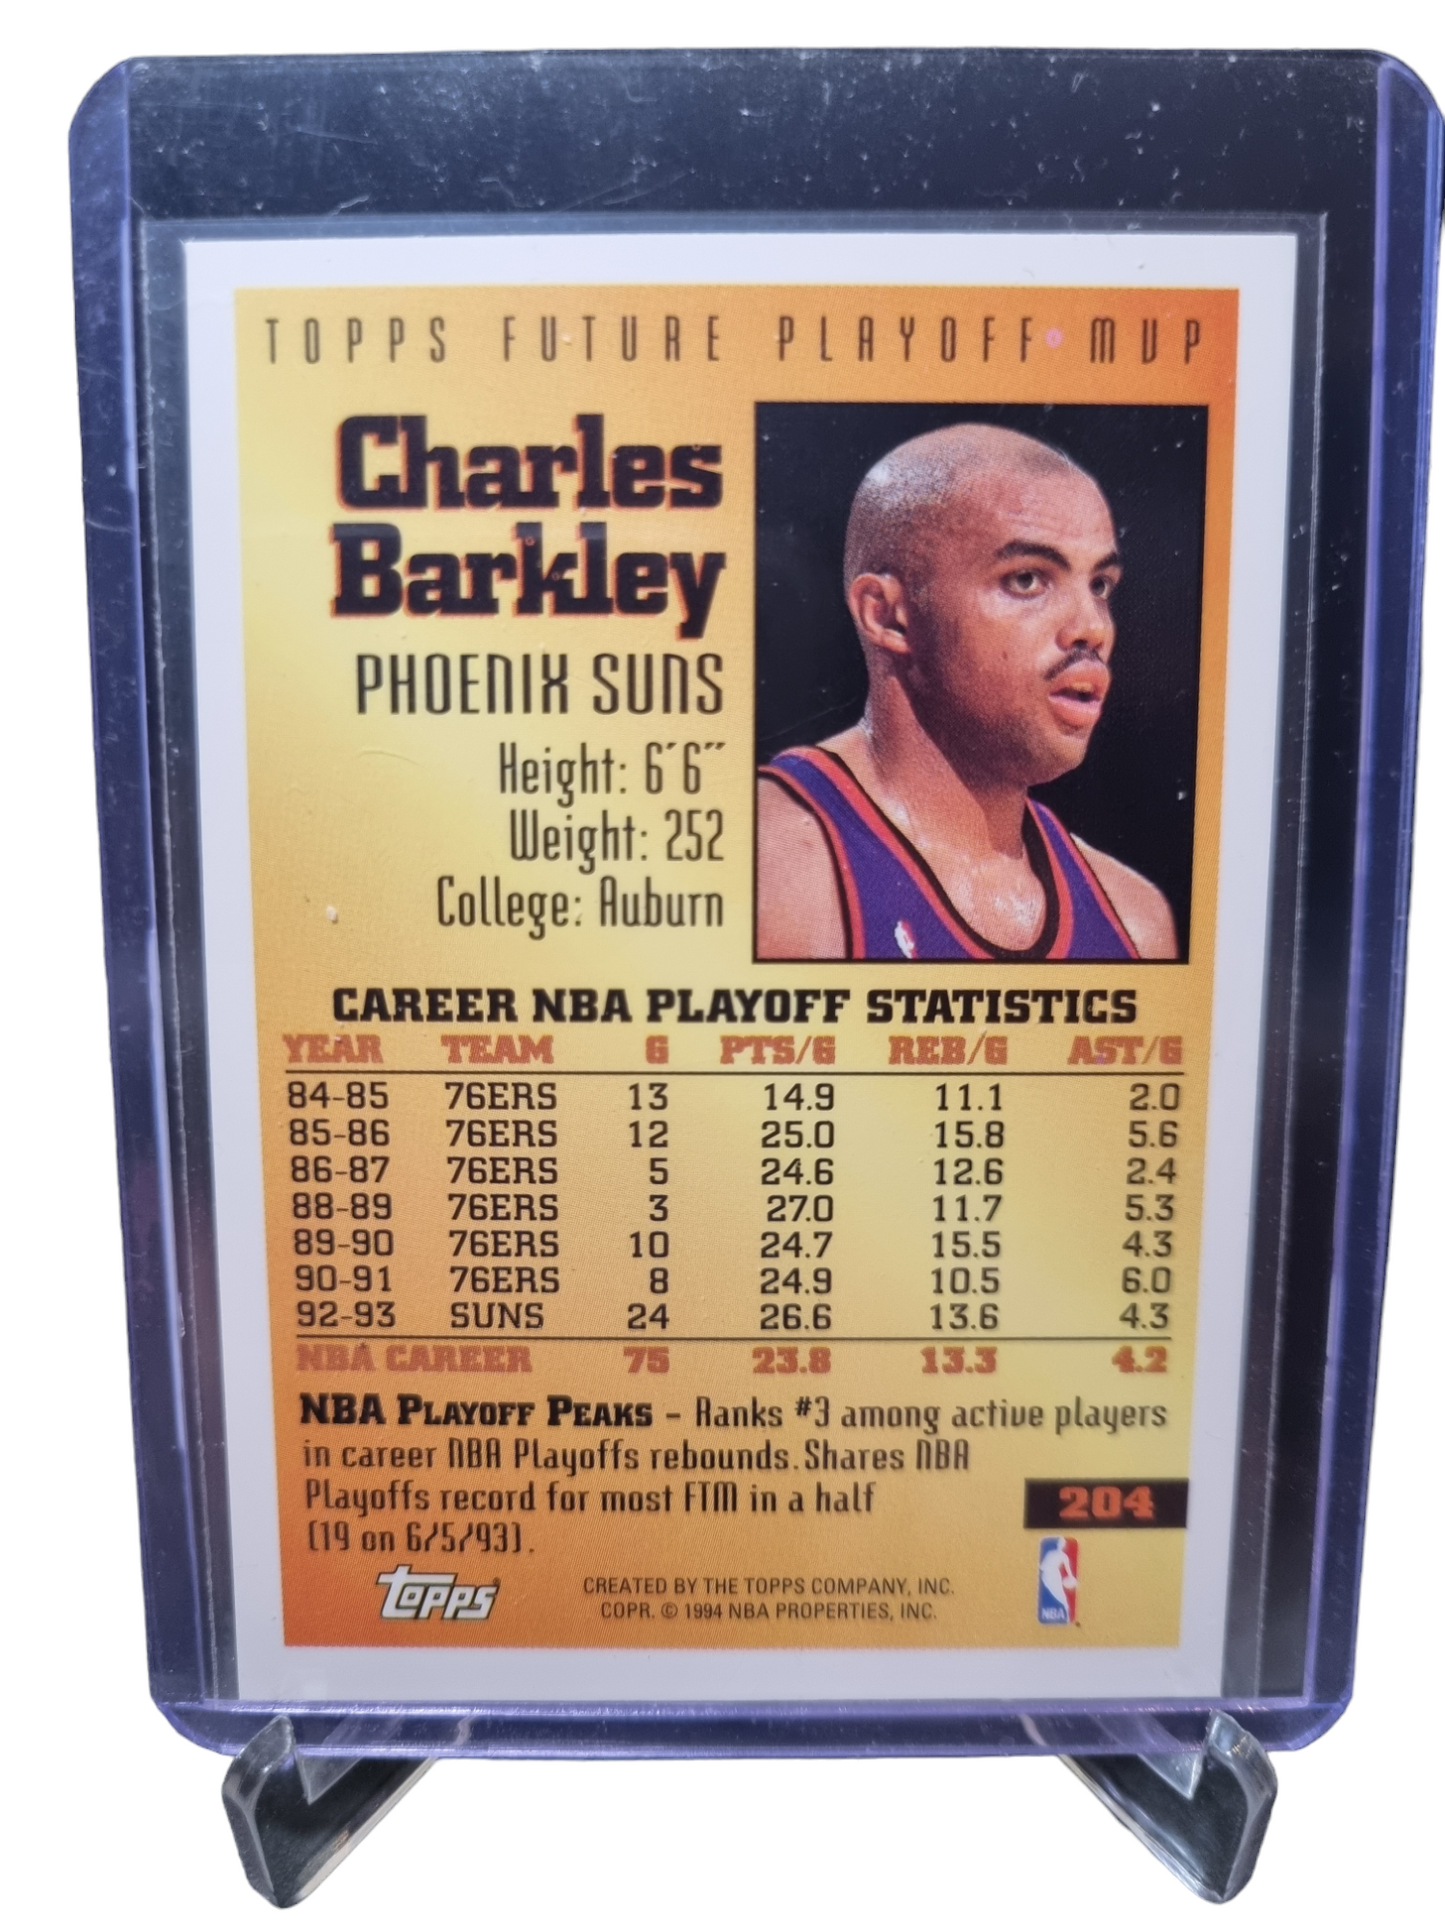 TOPPS FUTURE PLAYOFF MVP
Charles
Barkley
PHOENIX SUNS
Height: 6´6˝
Weight: 252
College: Auburn
CAREER NBA PLAYOFF STATISTICS
YEAR TEAM G PTS/G REB/G AST/G
84-85 76ERS 13 14.9 11.1 2.0
85-86 76ERS 12 25.0 15.8 5.6
86-87 76ERS 5 24.6 12.6 2.4
88-89 76ERS 3 27.0 11.7 5.3
89-90 76ERS 10 24.7 15.5 4.3
90-91 76ERS 8 24.9 10.5 6.0
92-93 SUNS 24 26.6 13.6 4.3
NBA CAREER 75 23.8 13.3 4.2
NBA PLAYOFF PEAKS – Ranks #3 among active players
in career NBA Playoffs rebounds. Shares NBA
Playoffs record for most FTM in a half
(19 on 6/5/93).
204
TOPPS®
CREATED BY THE TOPPS COMPANY, INC.
COPR. © 1994 NBA PROPERTIES, INC.
NBA